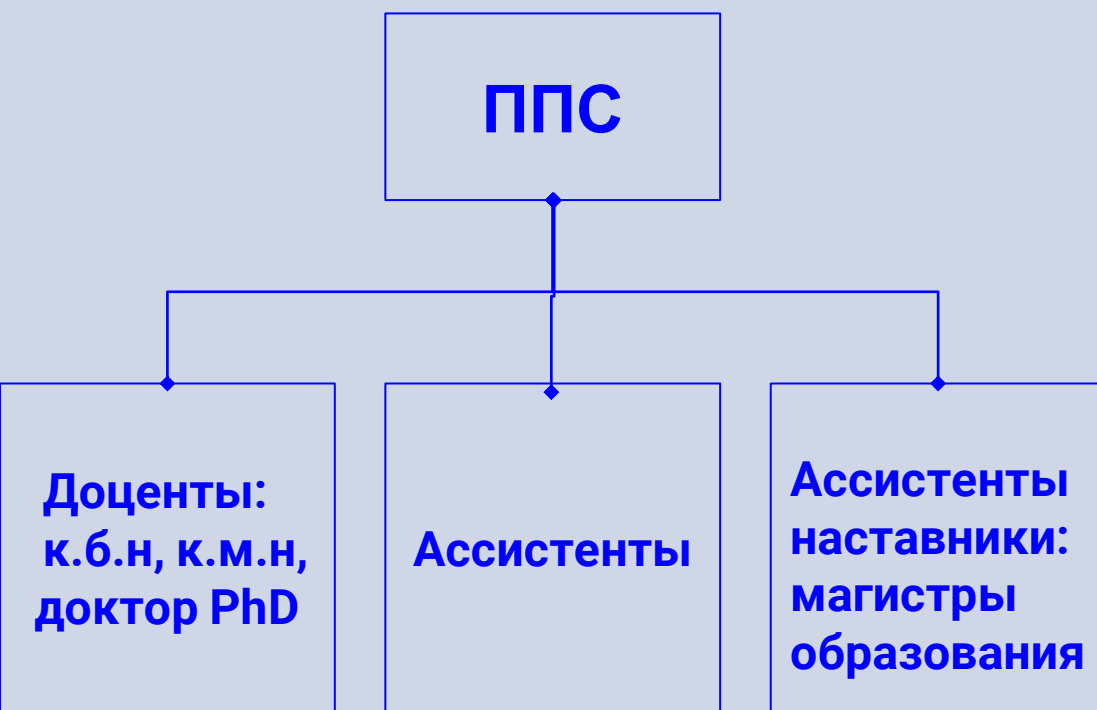 ППС
Доценты:
к.б.н, к.м.н,
доктор PhD
Ассистенты
Ассистенты
наставники:
магистры
образования